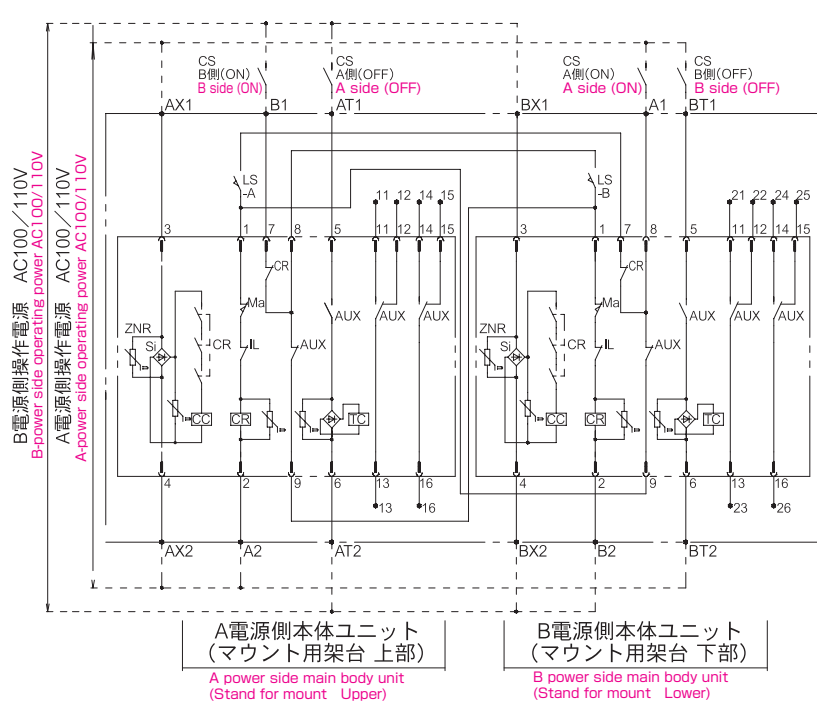 CS
B側(ON)
B side (ON)
CS
A側(OFF)
A side (OFF)
CS
A側(ON)
A side (ON)
CS
B側(OFF)
B side (OFF)
AX1
B1
AT1
BX1
A1
BT1
B電源側操作電源 AC100/110V
B-power side operating power AC100/110V
A電源側操作電源 AC100/110V
A-power side operating power AC100/110V
LS
-A
11
12
14
15
LS
-B
21
22
24
25
3
1
7
8
5
11
12
14
15
3
1
7
8
5
11
12
14
15
CR
CR
Ma
AUX
AUX
AUX
Ma
AUX
AUX
AUX
ZNR
Si
CR
IL
AUX
ZNR
Si
CR
IL
AUX
CC
CR
TC
CC
CR
TC
4
2
9
6
13
16
4
2
9
6
13
16
13
16
23
26
AX2
A2
AT2
BX2
B2
BT2
A電源側本体ユニット
(マウント用架台 上部)
A power side main body unit
(Stand for mount Upper)
B電源側本体ユニット
(マウント用架台 下部)
B power side main body unit
(Stand for mount Lower)